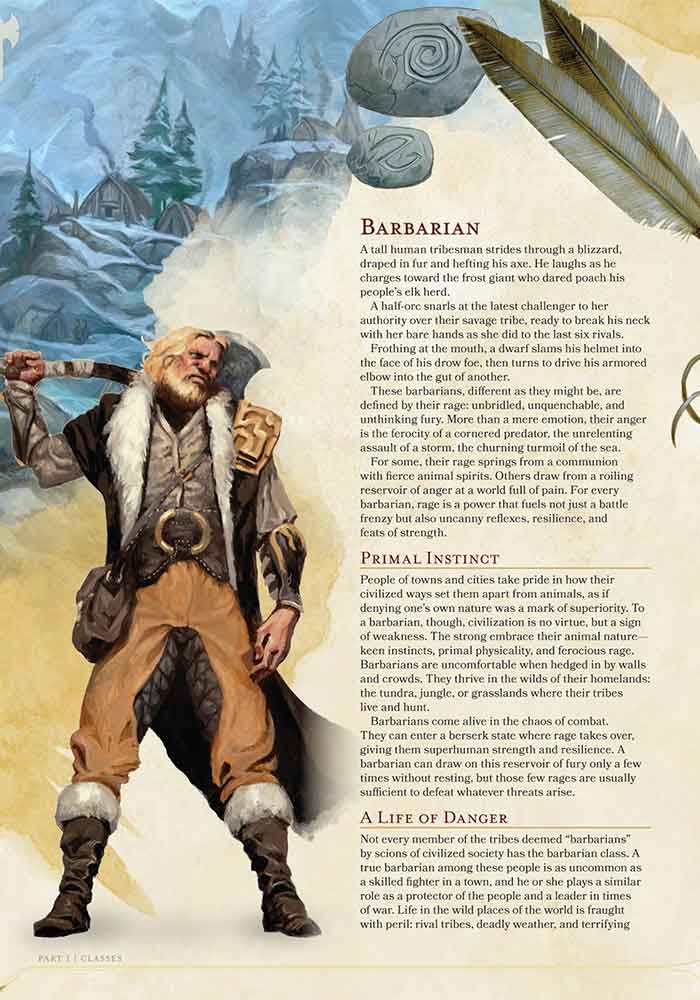 BARBARIAN
A tall human tribesman strides through a blizzard,
draped in fur and hefting his axe. He laughs as he
charges toward the frost giant who dared poach his
people's elk herd.
A half-orc snarls at the latest challenger to her
authority over their savage tribe, ready to break his neck
with her bare hands as she did to the last six rivals.
Frothing at the mouth, a dwarf slams his helmet into
the face of his drow foe, then turns to drive his armored
elbow into the gut of another.
These barbarians, different as they might be, are
defined by their rage: unbridled, unquenchable, and
unthinking fury. More than a mere emotion, their anger
is the ferocity of a cornered predator, the unrelenting
assault of a storm, the churning turmoil of the sea.
For some, their rage springs from a communion
with fierce animal spirits. Others draw from a roiling
reservoir of anger at a world full of pain. For every
barbarian, rage is a power that fuels not just a battle
frenzy but also uncanny reflexes, resilience, and
feats of strength.
PRIMAL INSTINCT
People of towns and cities take pride in how their
civilized ways set them apart from animals, as if
denying one's own nature was a mark of superiority. To
a barbarian, though, civilization is no virtue, but a sign
of weakness. The strong embrace their animal nature—
keen instincts, primal physicality, and ferocious rage.
Barbarians are uncomfortable when hedged in by walls
and crowds. They thrive in the wilds of their homelands:
the tundra, jungle, or grasslands where their tribes
live and hunt.
Barbarians come alive in the chaos of combat.
They can enter a berserk state where rage takes over,
giving them superhuman strength and resilience. A
barbarian can draw on this reservoir of fury only a few
times without resting, but those few rages are usually
sufficient to defeat whatever threats arise.
A LIFE OF DANGER
Not every member of the tribes deemed “barbarians”
by scions of civilized society has the barbarian class. A
true barbarian among these people is as uncommon as
a skilled fighter in a town, and he or she plays a similar
role as a protector of the people and a leader in times
of war. Life in the wild places of the world is fraught
with peril: rival tribes, deadly weather, and terrifying
PART 1 | CLASSES